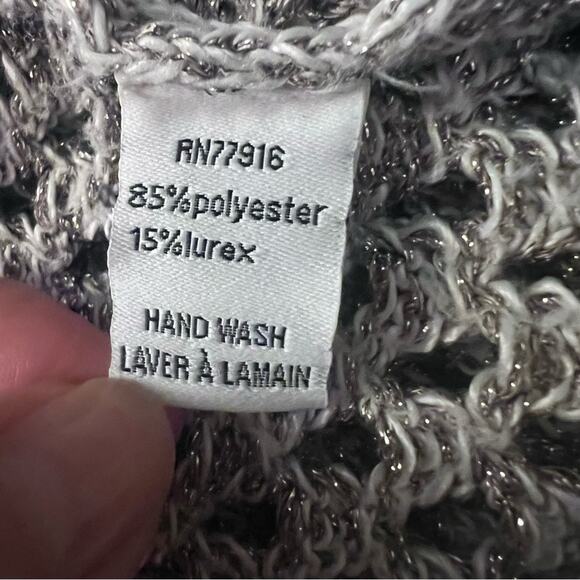 RN77916
85%polyester
15%lurex
HAND WASH
LAVER À LAMAIN